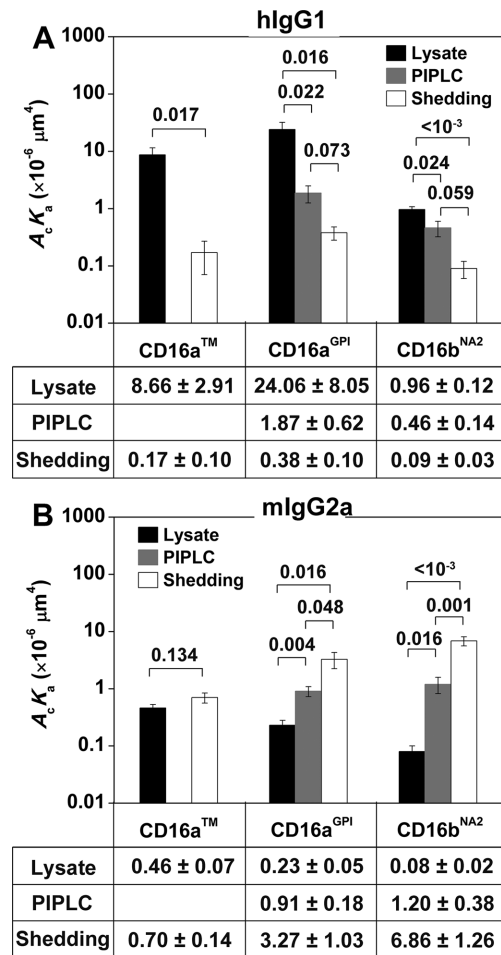 A
hIgG1
Lysate
PIPLC
Shedding
1000
100
10
1
0.1
0.01
AcKa (×10⁻⁶ μm⁴)
0.017
0.016
0.022
0.073
<10⁻³
0.024
0.059
CD16aᵀᴹ CD16aᴳᴾᴵ CD16bᴺᴬ²
Lysate 8.66 ± 2.91 24.06 ± 8.05 0.96 ± 0.12
PIPLC 1.87 ± 0.62 0.46 ± 0.14
Shedding 0.17 ± 0.10 0.38 ± 0.10 0.09 ± 0.03
B
mIgG2a
Lysate
PIPLC
Shedding
1000
100
10
1
0.1
0.01
AcKa (×10⁻⁶ μm⁴)
0.134
0.016
0.048
0.004
<10⁻³
0.001
0.016
CD16aᵀᴹ CD16aᴳᴾᴵ CD16bᴺᴬ²
Lysate 0.46 ± 0.07 0.23 ± 0.05 0.08 ± 0.02
PIPLC 0.91 ± 0.18 1.20 ± 0.38
Shedding 0.70 ± 0.14 3.27 ± 1.03 6.86 ± 1.26